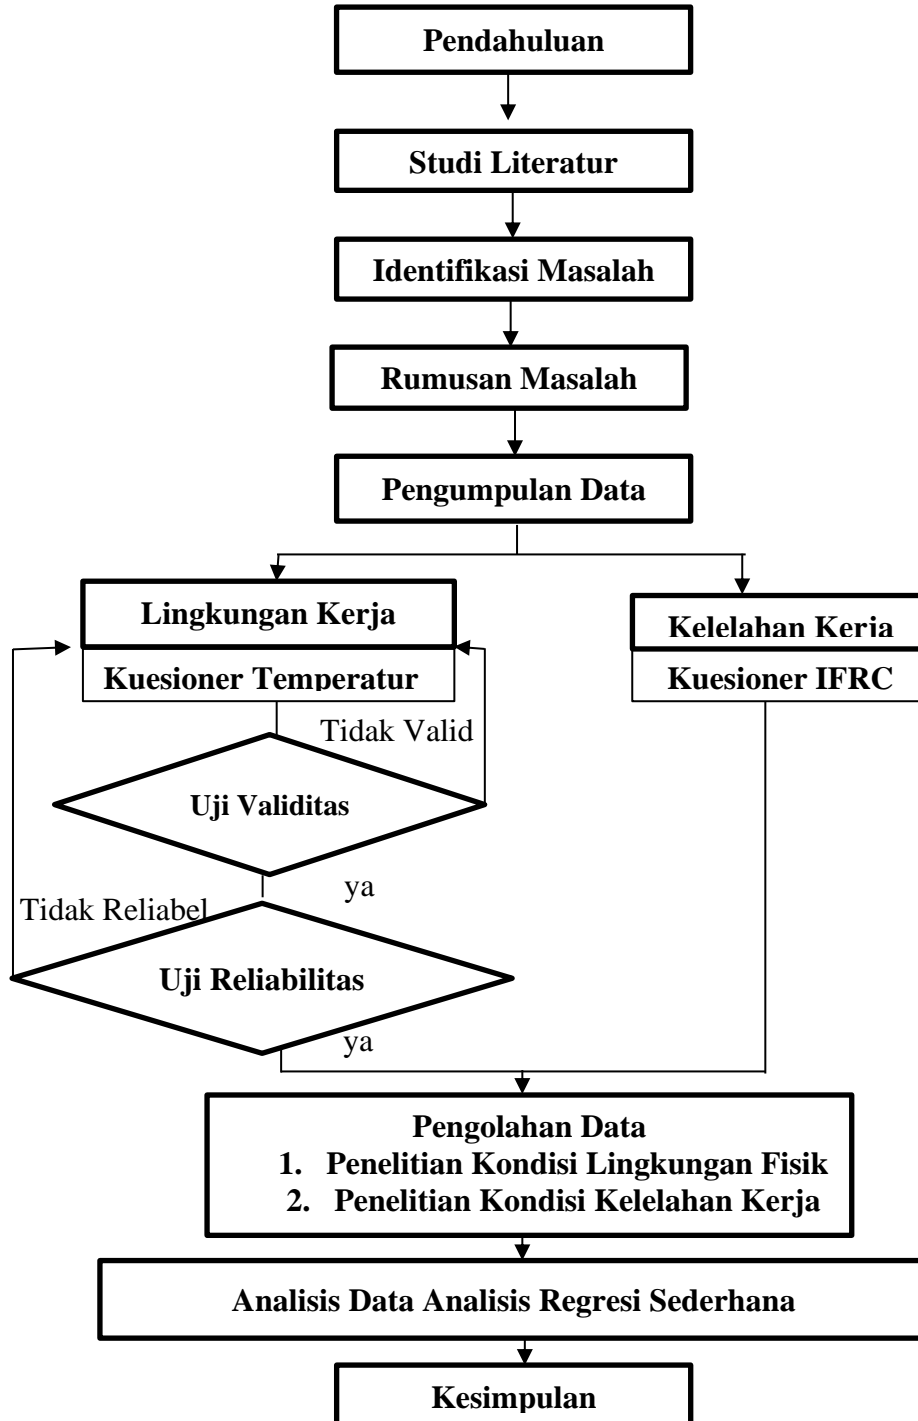 Pendahuluan
Studi Literatur
Identifikasi Masalah
Rumusan Masalah
Pengumpulan Data
Lingkungan Kerja
Kelelahan Kerja
Kuesioner Temperatur
Kuesioner IFRC
Tidak Valid
Uji Validitas
ya
Tidak Reliabel
Uji Reliabilitas
ya
Pengolahan Data
1. Penelitian Kondisi Lingkungan Fisik
2. Penelitian Kondisi Kelelahan Kerja
Analisis Data Analisis Regresi Sederhana
Kesimpulan